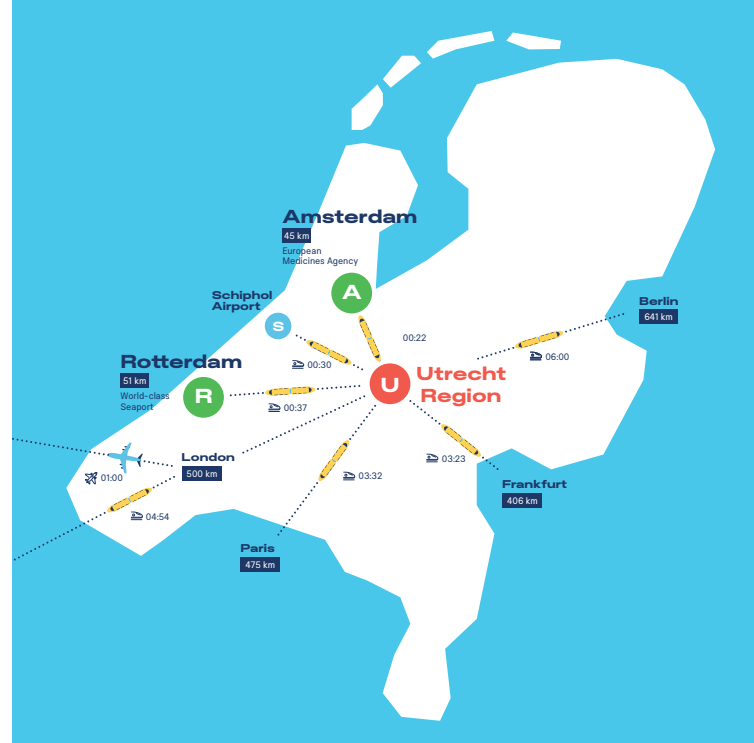 Amsterdam
45 km
European
Medicines Agency
A
Schiphol
Airport
S
00:22
Berlin
641 km
06:00
00:30
Rotterdam
51 km
World-class
Seaport
R
00:37
U
Utrecht
Region
London
500 km
01:00
04:54
03:32
03:23
Frankfurt
406 km
Paris
475 km